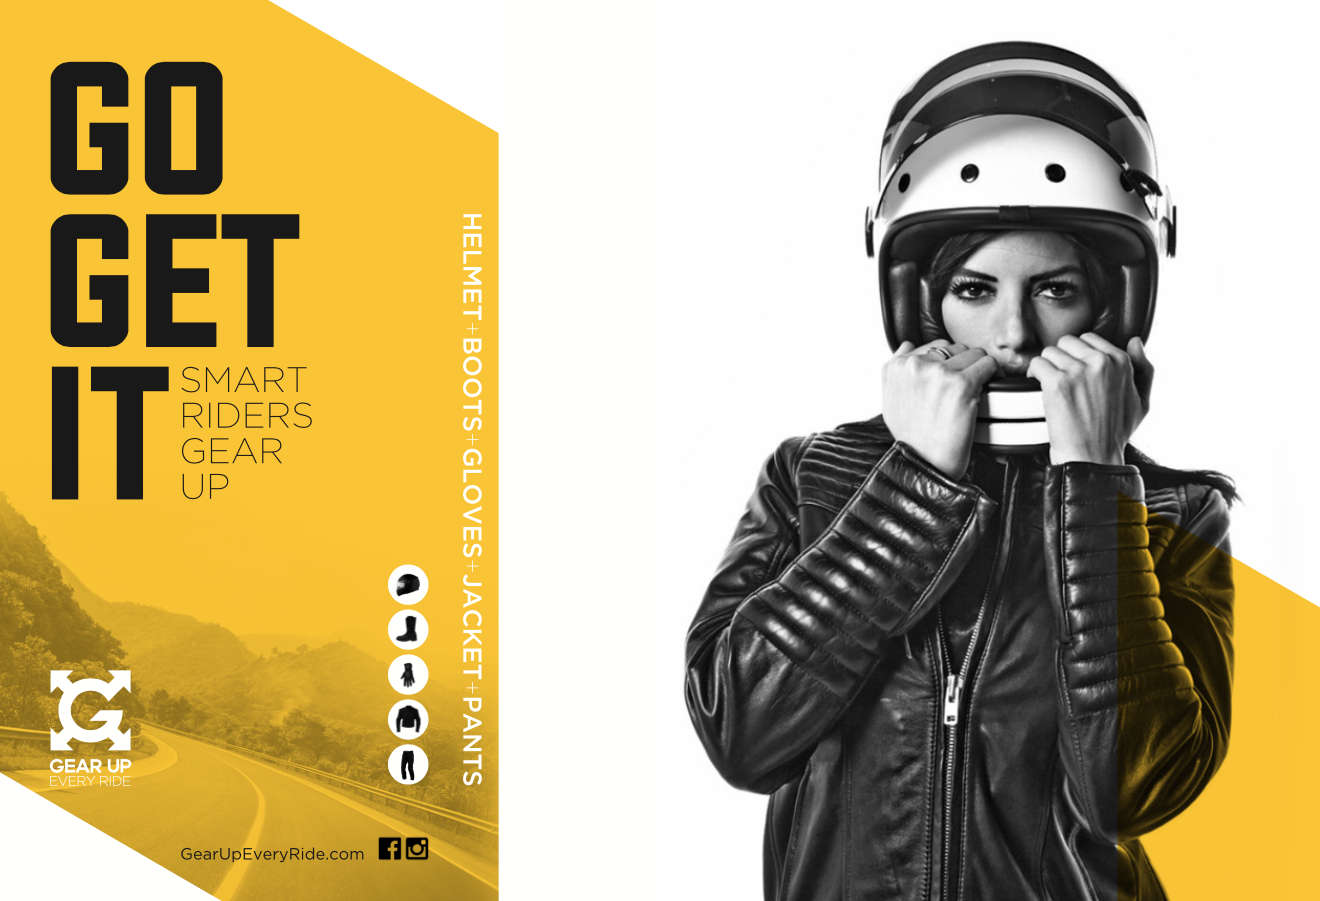 GO
GET
IT
SMART
RIDERS
GEAR
UP
HELMET+BOOTS+GLOVES+JACKET+PANTS
G
GEAR UP
EVERY RIDE
GearUpEveryRide.com